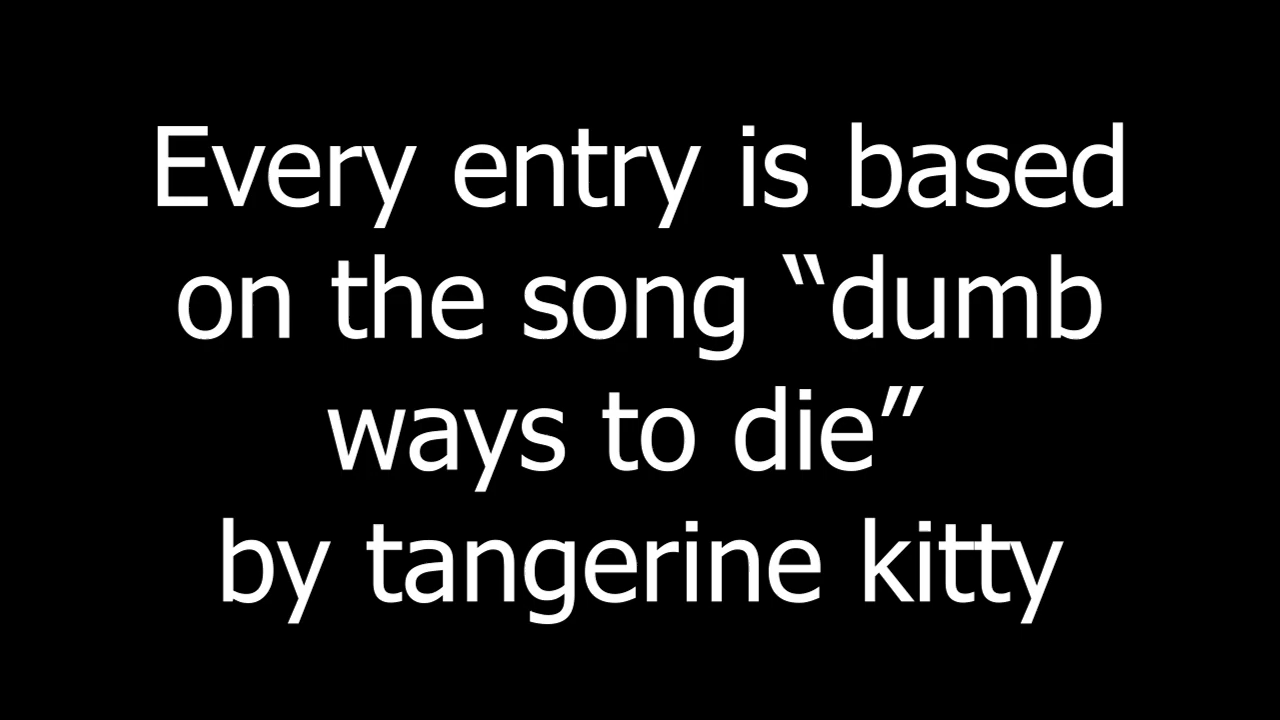 Every entry is based
on the song “dumb
ways to die”
by tangerine kitty